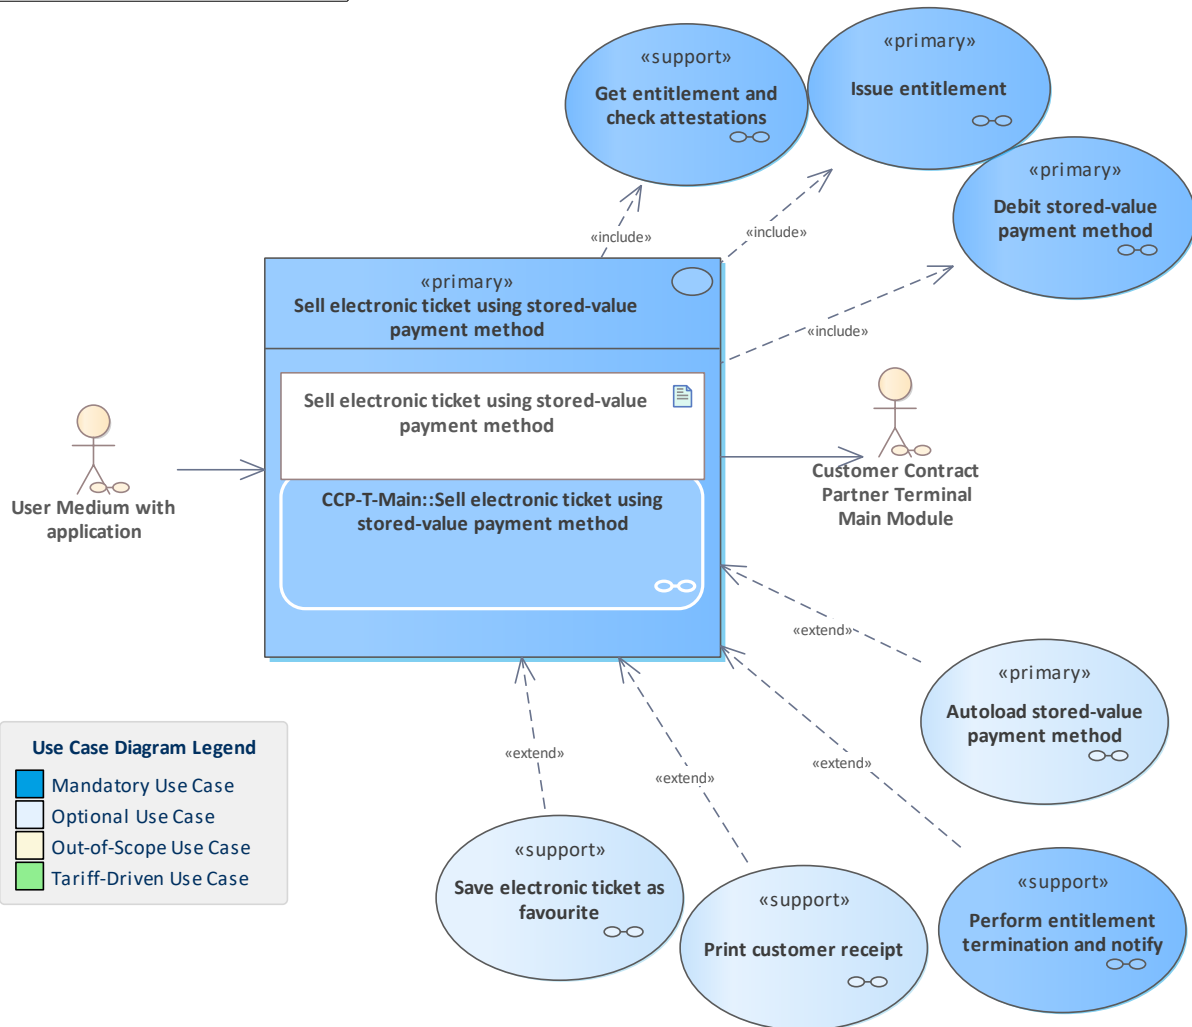 «support»
Get entitlement and
check attestations
«primary»
Issue entitlement
«primary»
Debit stored-value
payment method
«include»
«include»
«include»
«primary»
Sell electronic ticket using stored-value
payment method
Sell electronic ticket using stored-value
payment method
CCP-T-Main::Sell electronic ticket using
stored-value payment method
User Medium with
application
Customer Contract
Partner Terminal
Main Module
«extend»
«extend»
«extend»
«extend»
«primary»
Autoload stored-value
payment method
Use Case Diagram Legend
Mandatory Use Case
Optional Use Case
Out-of-Scope Use Case
Tariff-Driven Use Case
«support»
Save electronic ticket as
favourite
«support»
Print customer receipt
«support»
Perform entitlement
termination and notify